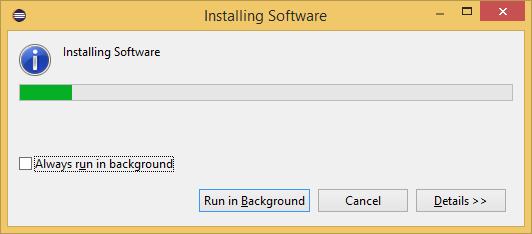 Installing Software
Installing Software
Always run in background
Run in Background
Cancel
Details >>